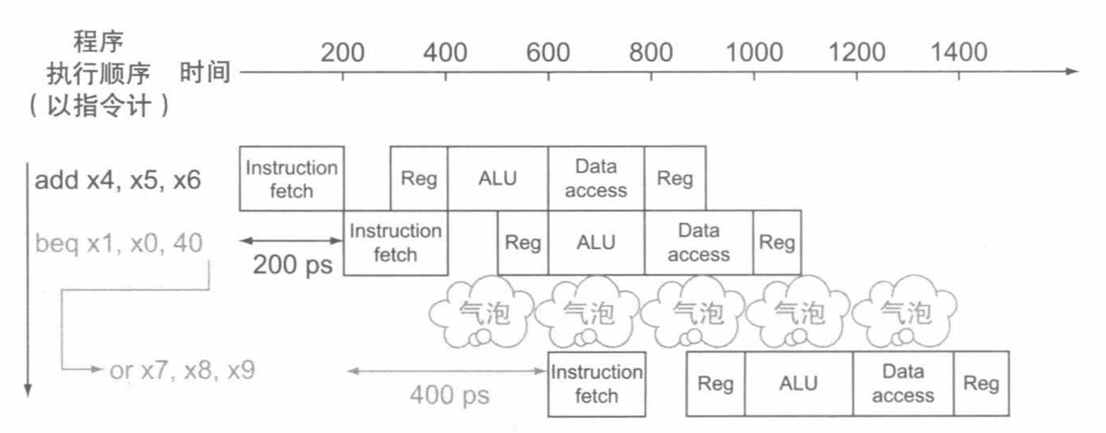 程序
执行顺序
（以指令计）
时间
200 400 600 800 1000 1200 1400
add x4, x5, x6
Instruction
fetch
Reg
ALU
Data
access
Reg
beq x1, x0, 40
200 ps
Instruction
fetch
Reg
ALU
Data
access
Reg
气泡 气泡 气泡 气泡 气泡
or x7, x8, x9
400 ps
Instruction
fetch
Reg
ALU
Data
access
Reg